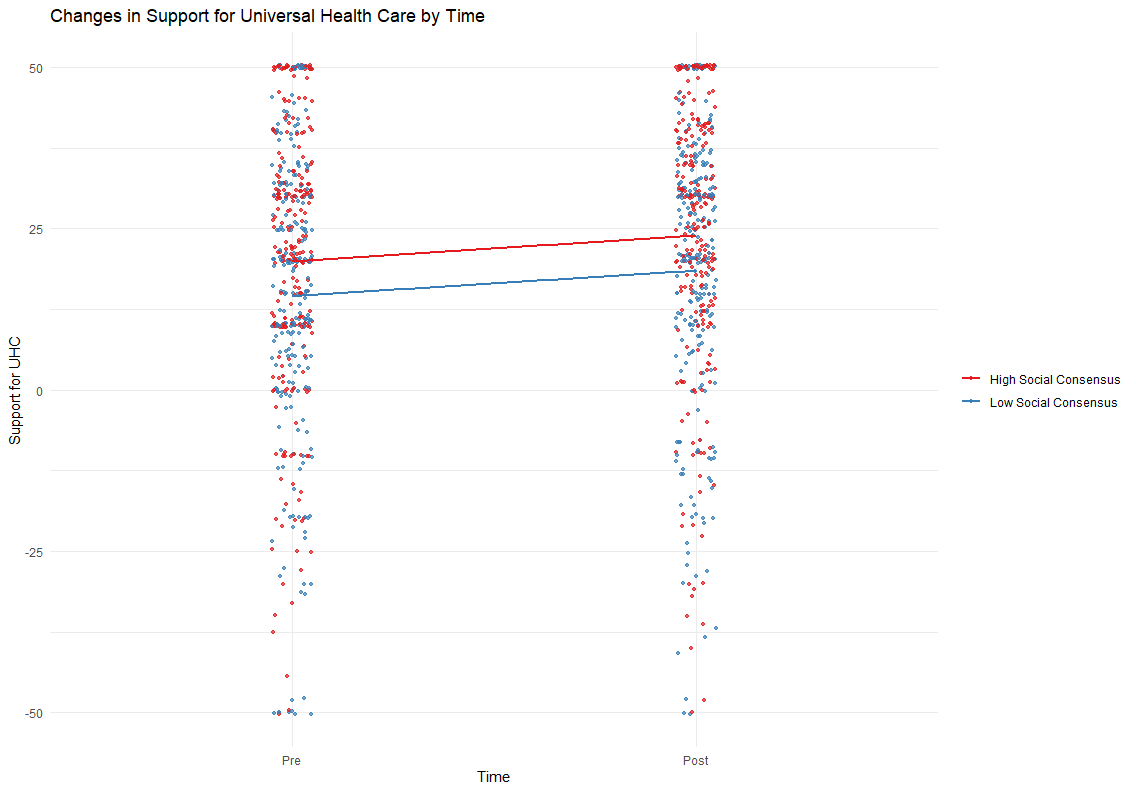 Changes in Support for Universal Health Care by Time
50
25
0
-25
-50
Support for UHC
Pre
Post
Time
High Social Consensus
Low Social Consensus